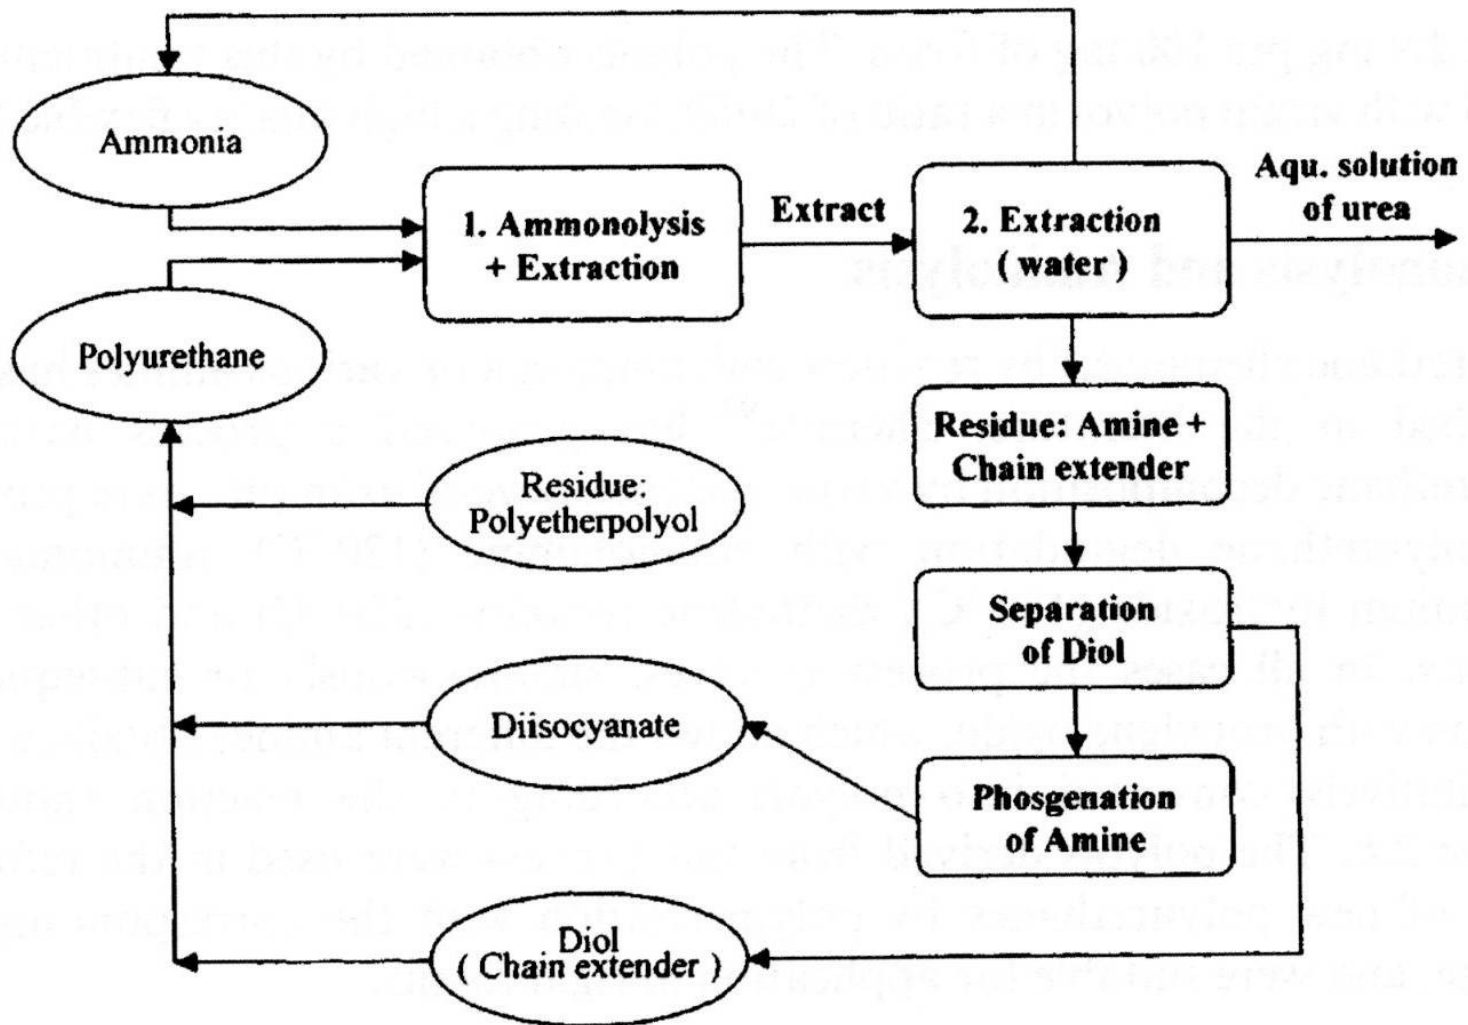 Ammonia
1. Ammonolysis
+ Extraction
Extract
2. Extraction
( water )
Aqu. solution
of urea
Polyurethane
Residue: Amine +
Chain extender
Residue:
Polyetherpolyol
Separation
of Diol
Diisocyanate
Phosgenation
of Amine
Diol
( Chain extender )